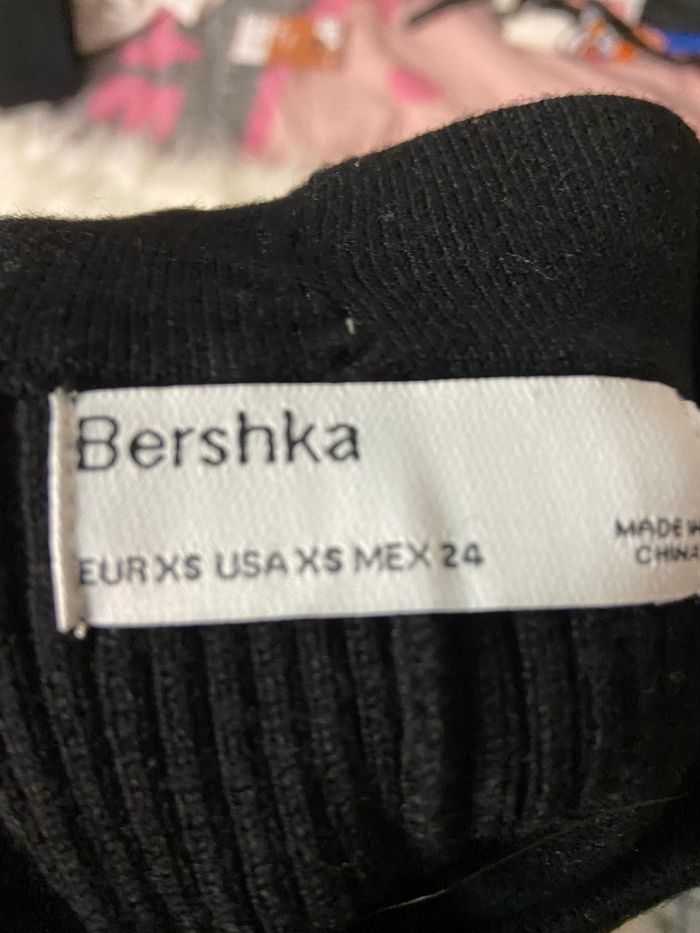 Bershka
EUR XS USA XS MEX 24
MADE IN
CHINA